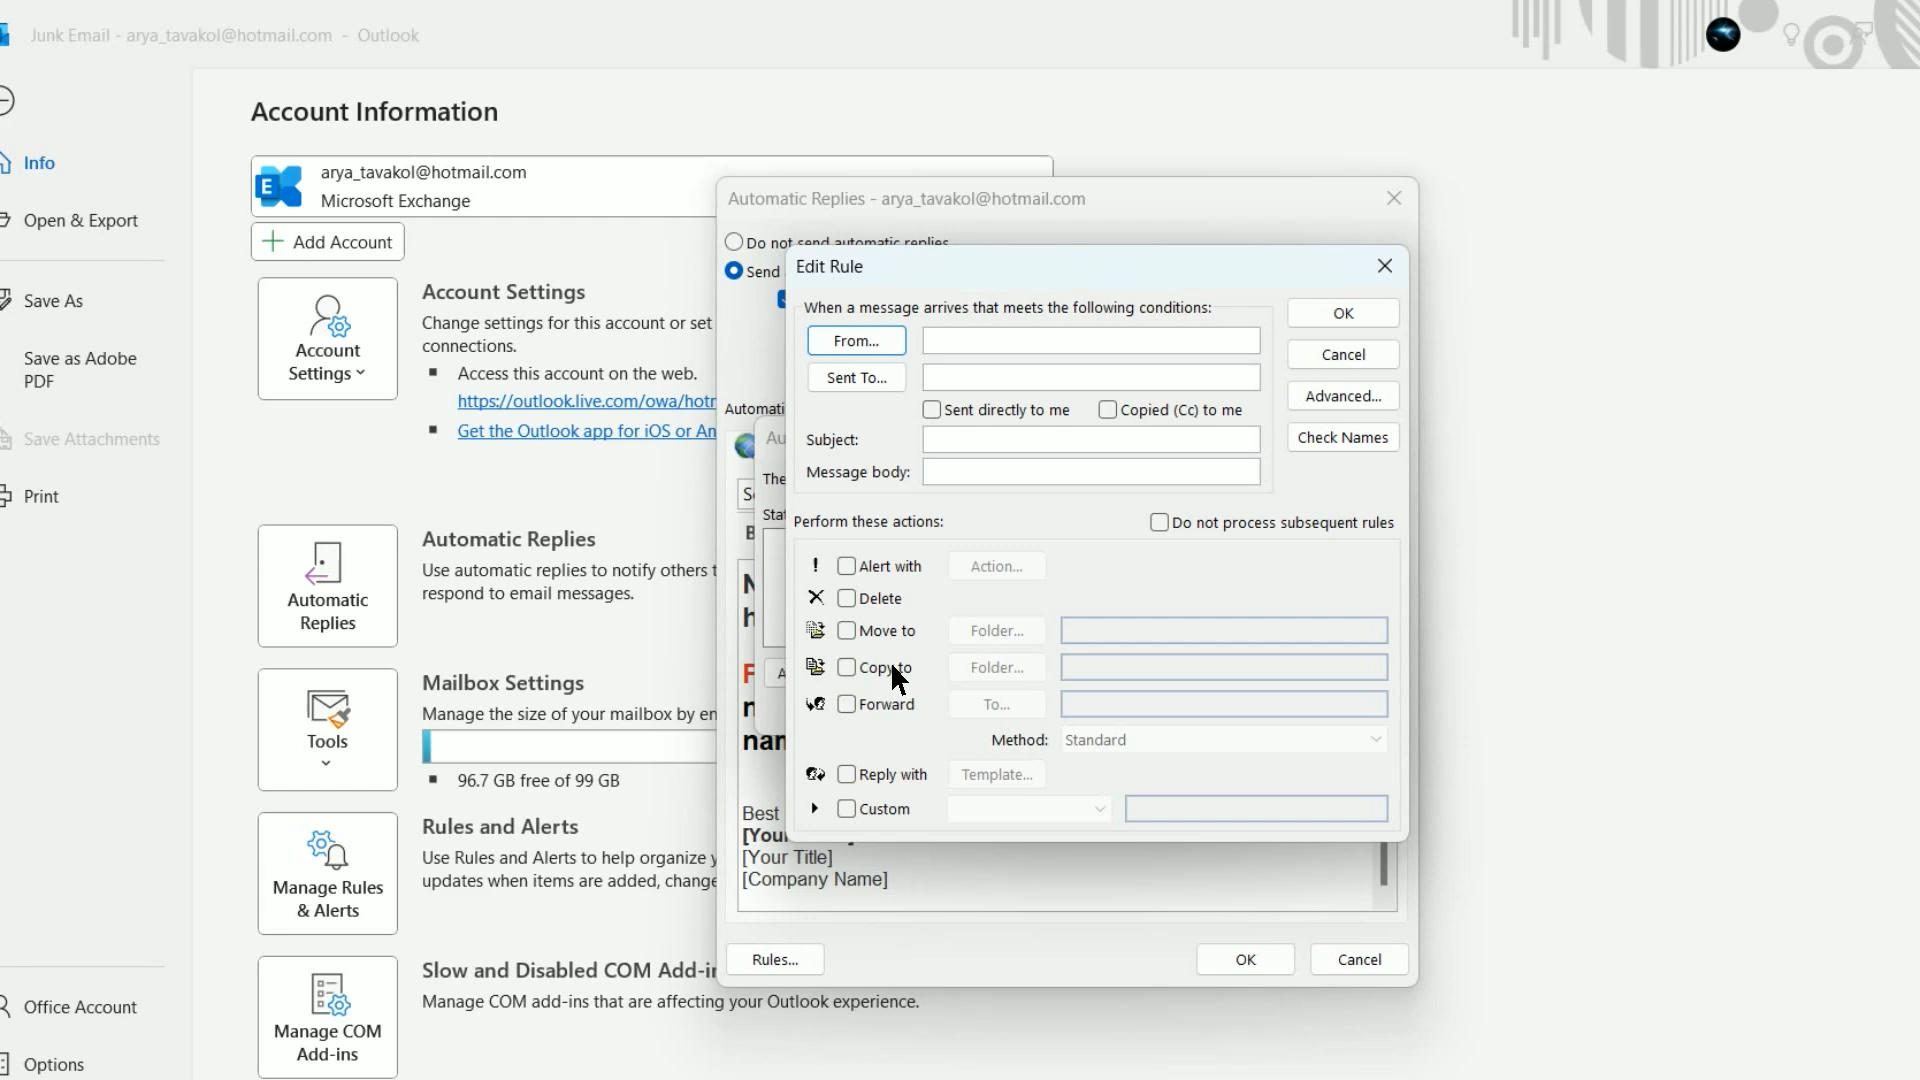 Junk Email - arya_tavakol@hotmail.com - Outlook
Info
Open & Export
Save As
Save as Adobe
PDF
Save Attachments
Print
Office Account
Options
Account Information
arya_tavakol@hotmail.com
Microsoft Exchange
Add Account
Account
Settings
Account Settings
Change settings for this account or set
connections.
Access this account on the web.
https://outlook.live.com/owa/hotr
Get the Outlook app for iOS or An
Automatic
Replies
Automatic Replies
Use automatic replies to notify others t
respond to email messages.
Tools
Mailbox Settings
Manage the size of your mailbox by en
96.7 GB free of 99 GB
Manage Rules
& Alerts
Rules and Alerts
Use Rules and Alerts to help organize y
updates when items are added, change
Manage COM
Add-ins
Slow and Disabled COM Add-in
Manage COM add-ins that are affecting your Outlook experience.
Automatic Replies - arya_tavakol@hotmail.com
Do not send automatic replies
Send
Automati
Au
The
Stat
nam
Best
[Your
[Your Title]
[Company Name]
Rules...
OK
Cancel
Edit Rule
When a message arrives that meets the following conditions:
From...
Sent To...
Sent directly to me
Copied (Cc) to me
Subject:
Message body:
OK
Cancel
Advanced...
Check Names
Perform these actions:
Do not process subsequent rules
Alert with
Action...
Delete
Move to
Folder...
Copy to
Folder...
Forward
To...
Method:
Standard
Reply with
Template...
Custom